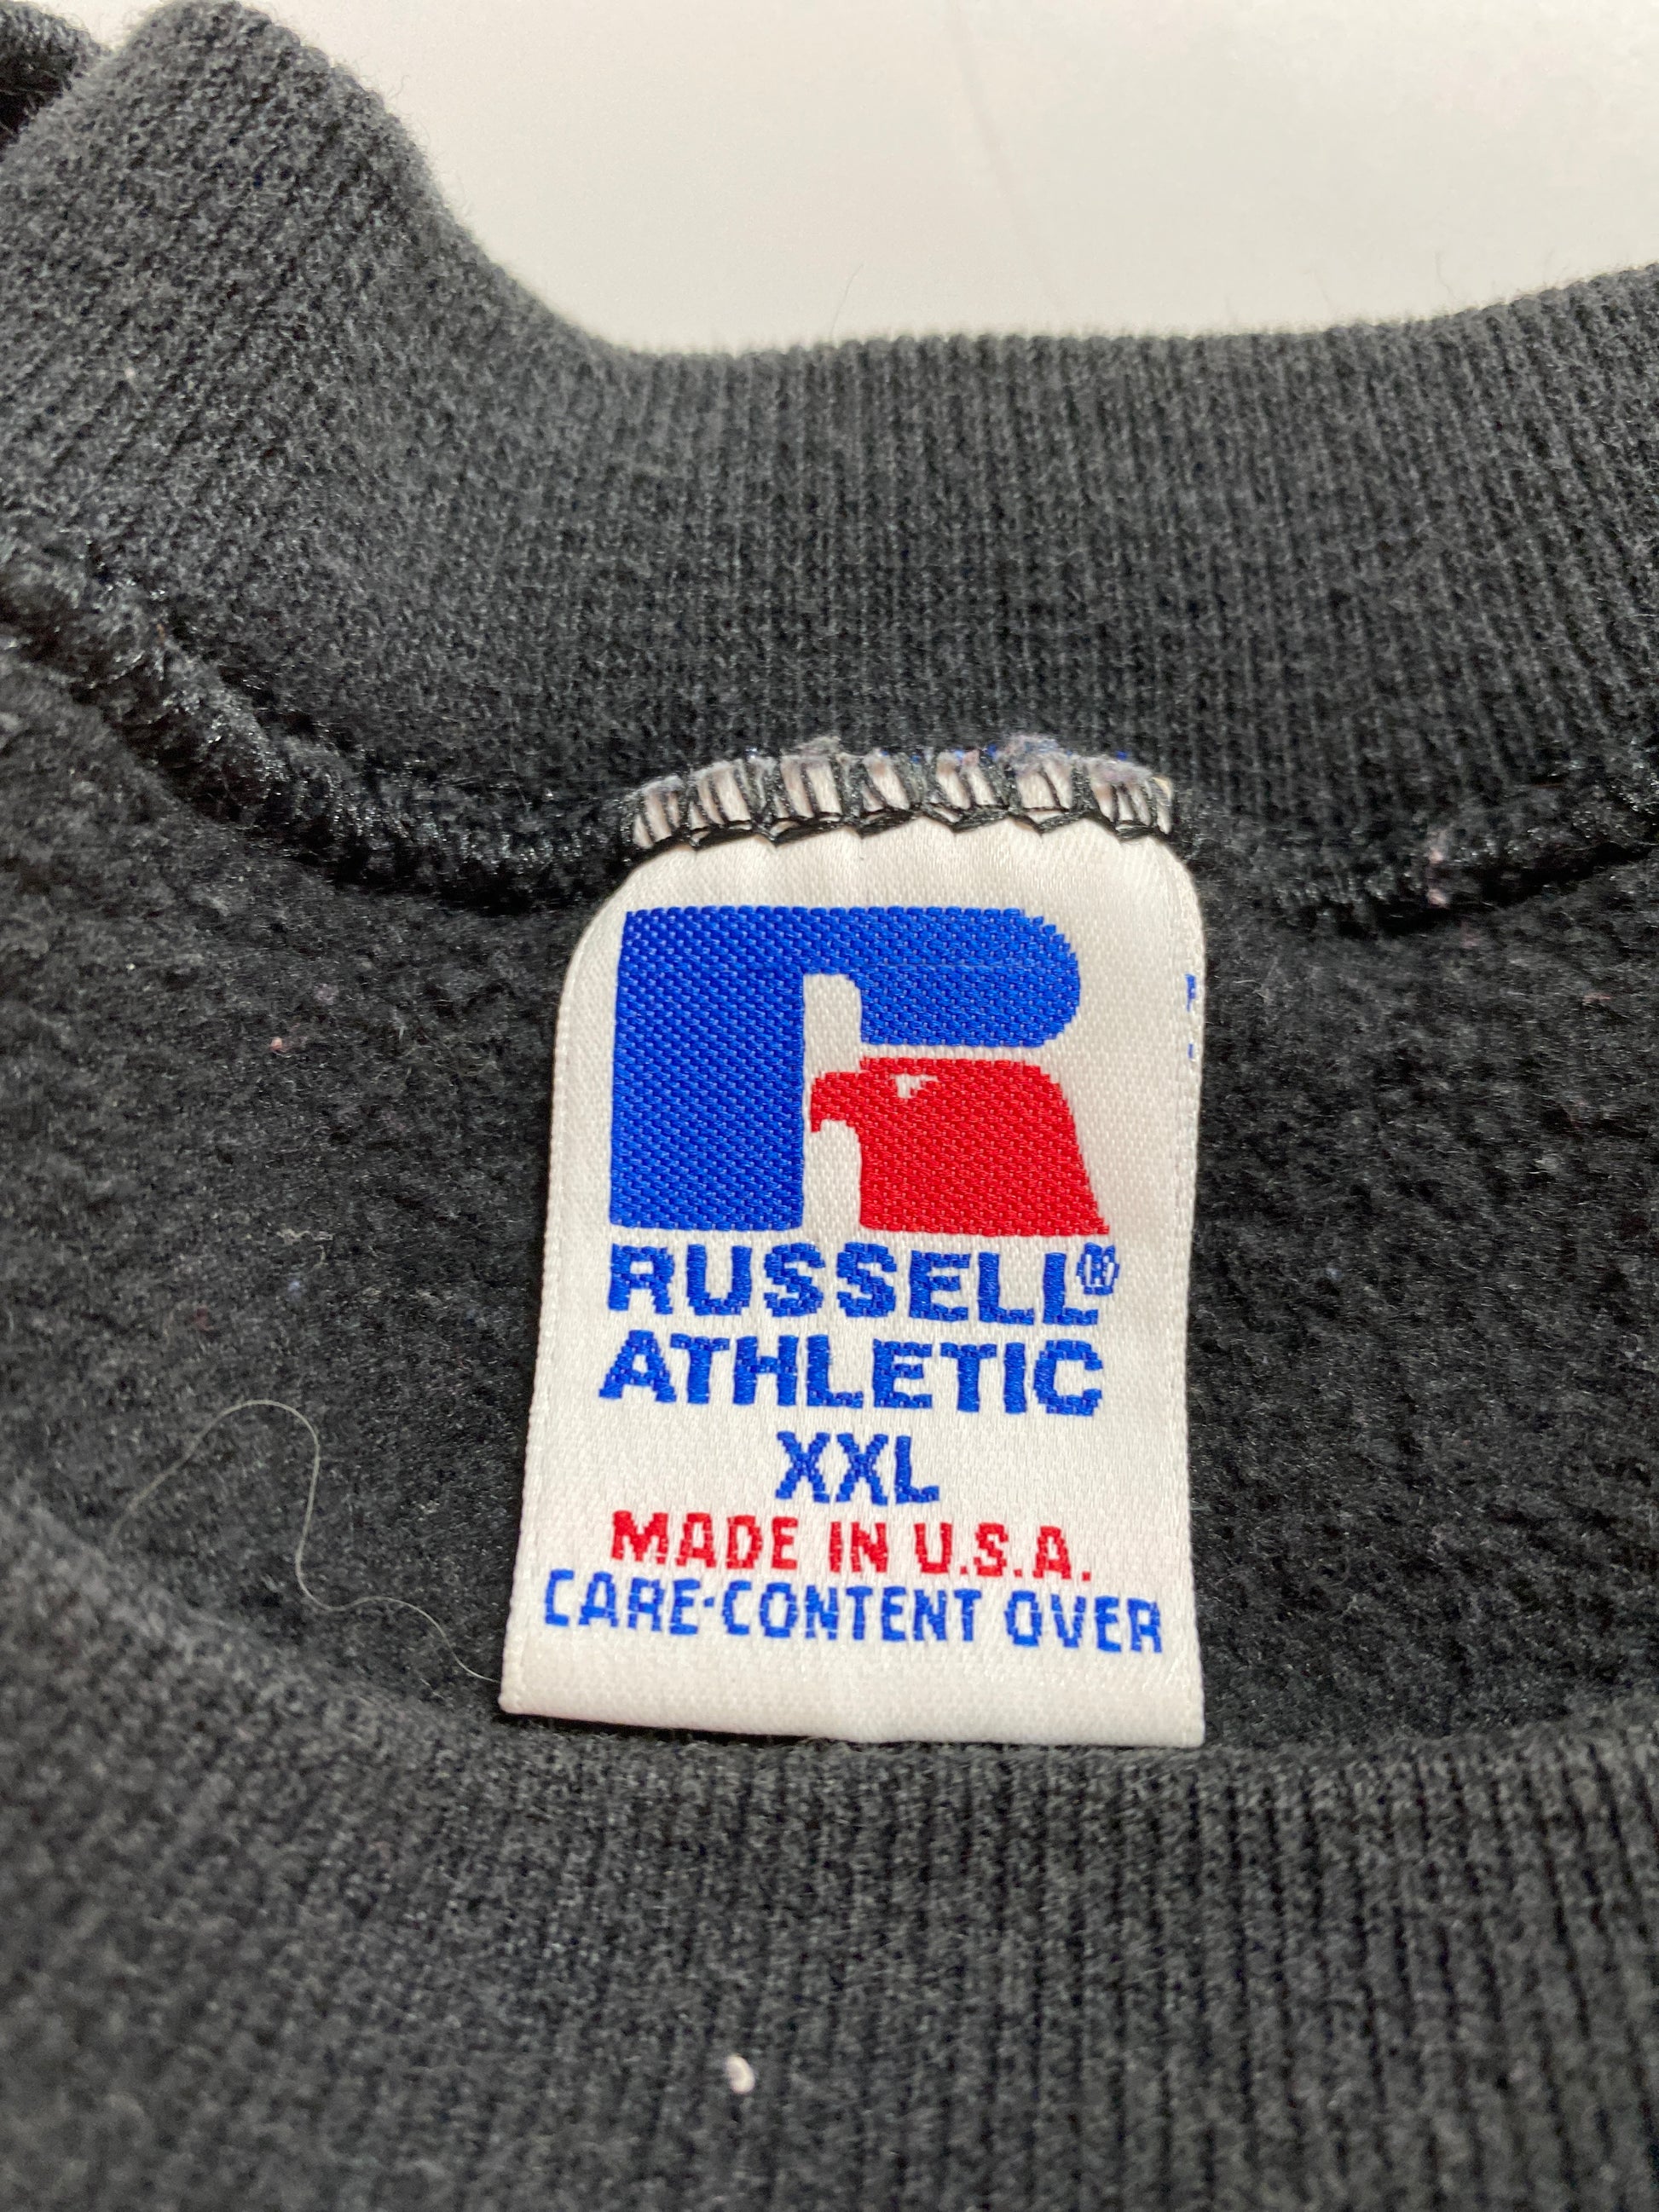 RUSSELL®
ATHLETIC
XXL
MADE IN U.S.A.
CARE-CONTENT OVER